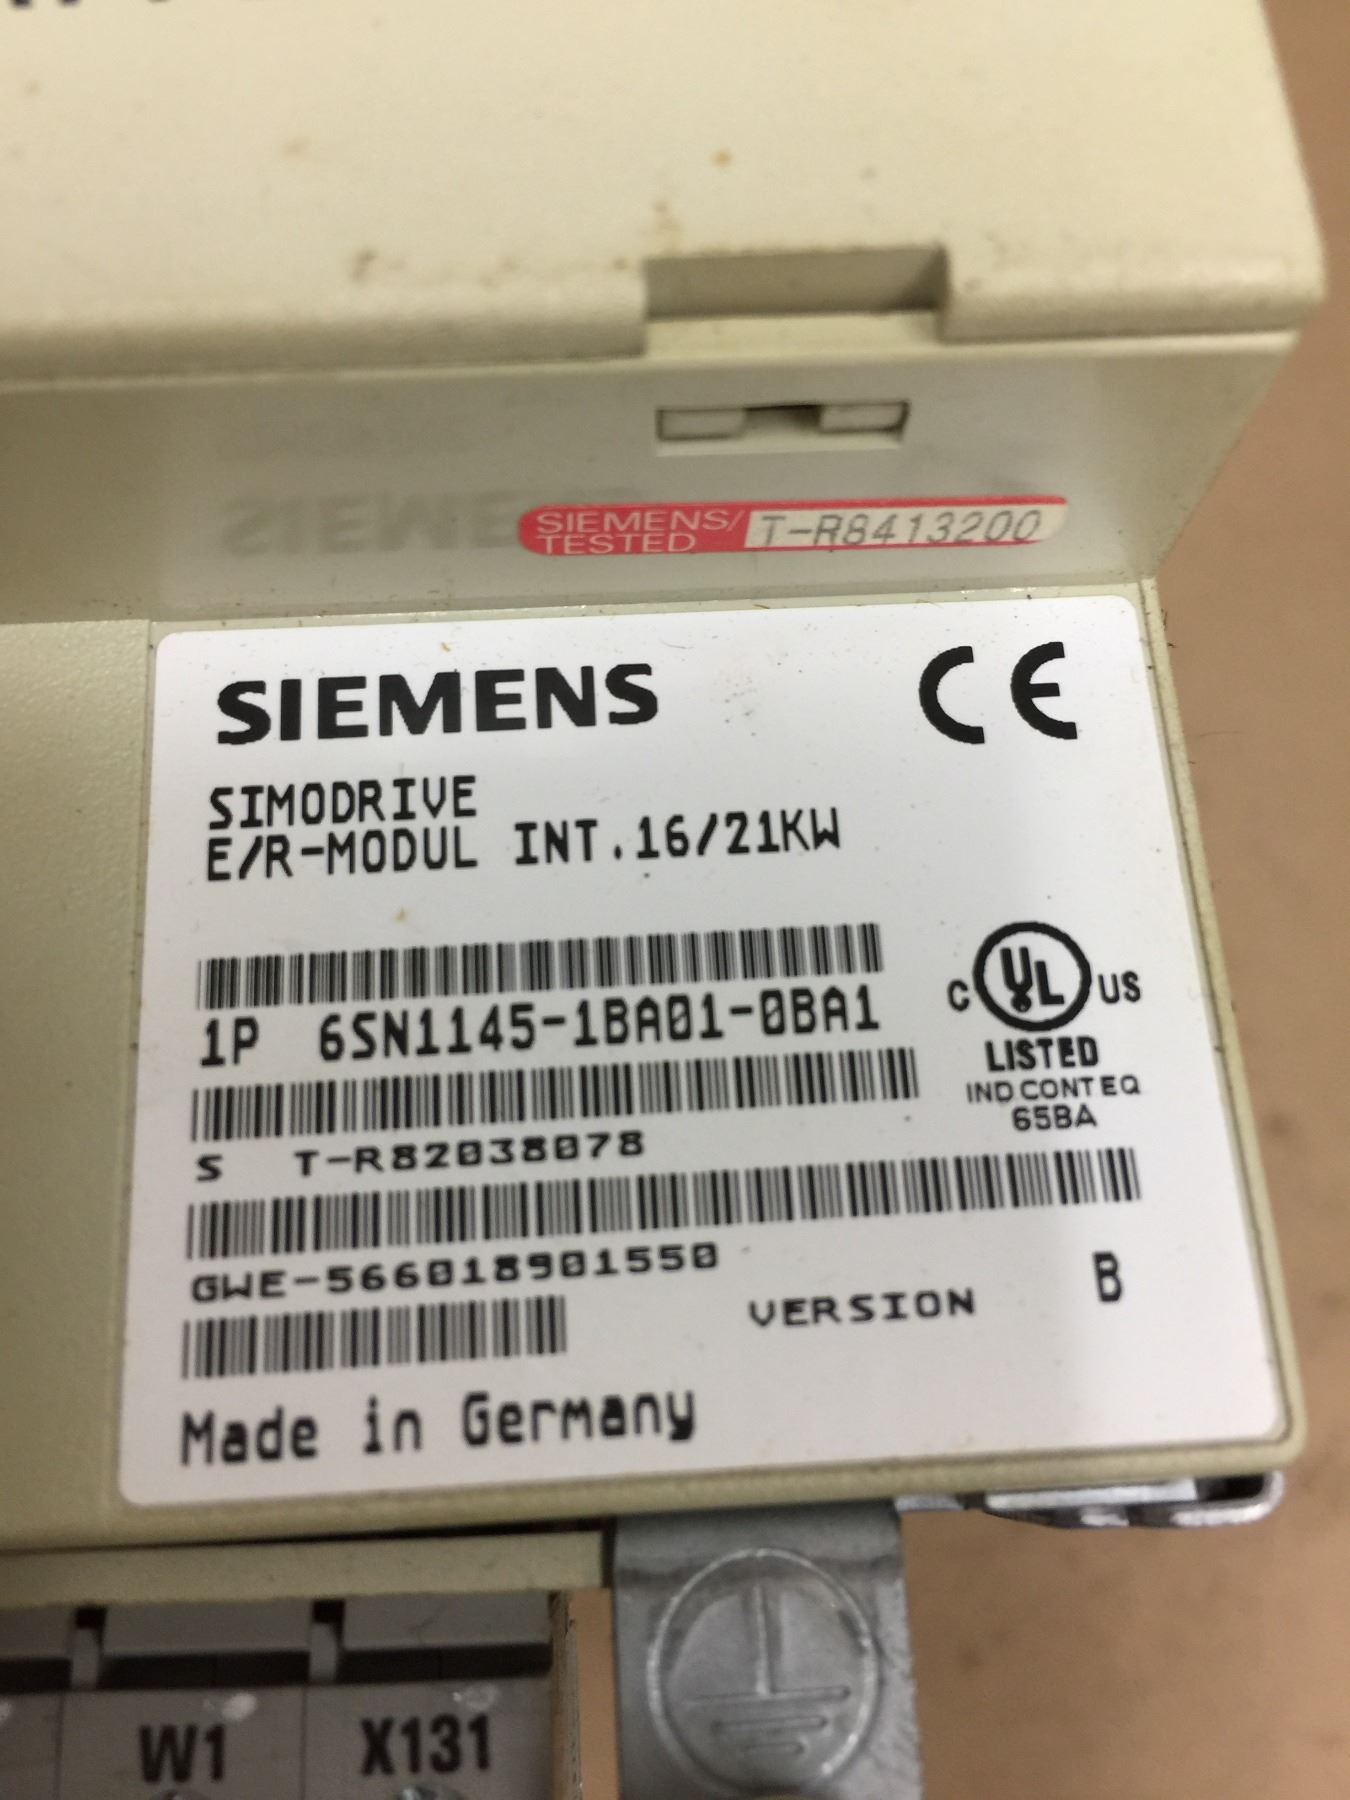 SIEMENS/
TESTED
T-R8413200
SIEMENS
CE
SIMODRIVE
E/R-MODUL INT.16/21KW
1P 6SN1145-1BA01-0BA1
C UL US
LISTED
IND CONT EQ
65BA
S T-R82038078
GWE-566018901550
VERSION B
Made in Germany
W1
X131